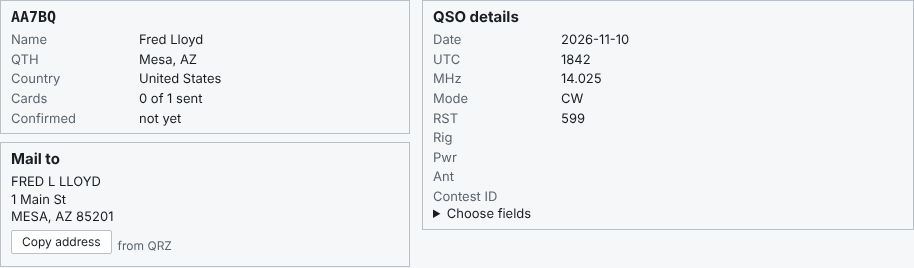 AA7BQ
Name Fred Lloyd
QTH Mesa, AZ
Country United States
Cards 0 of 1 sent
Confirmed not yet
Mail to
FRED L LLOYD
1 Main St
MESA, AZ 85201
Copy address from QRZ
QSO details
Date 2026-11-10
UTC 1842
MHz 14.025
Mode CW
RST 599
Rig
Pwr
Ant
Contest ID
Choose fields